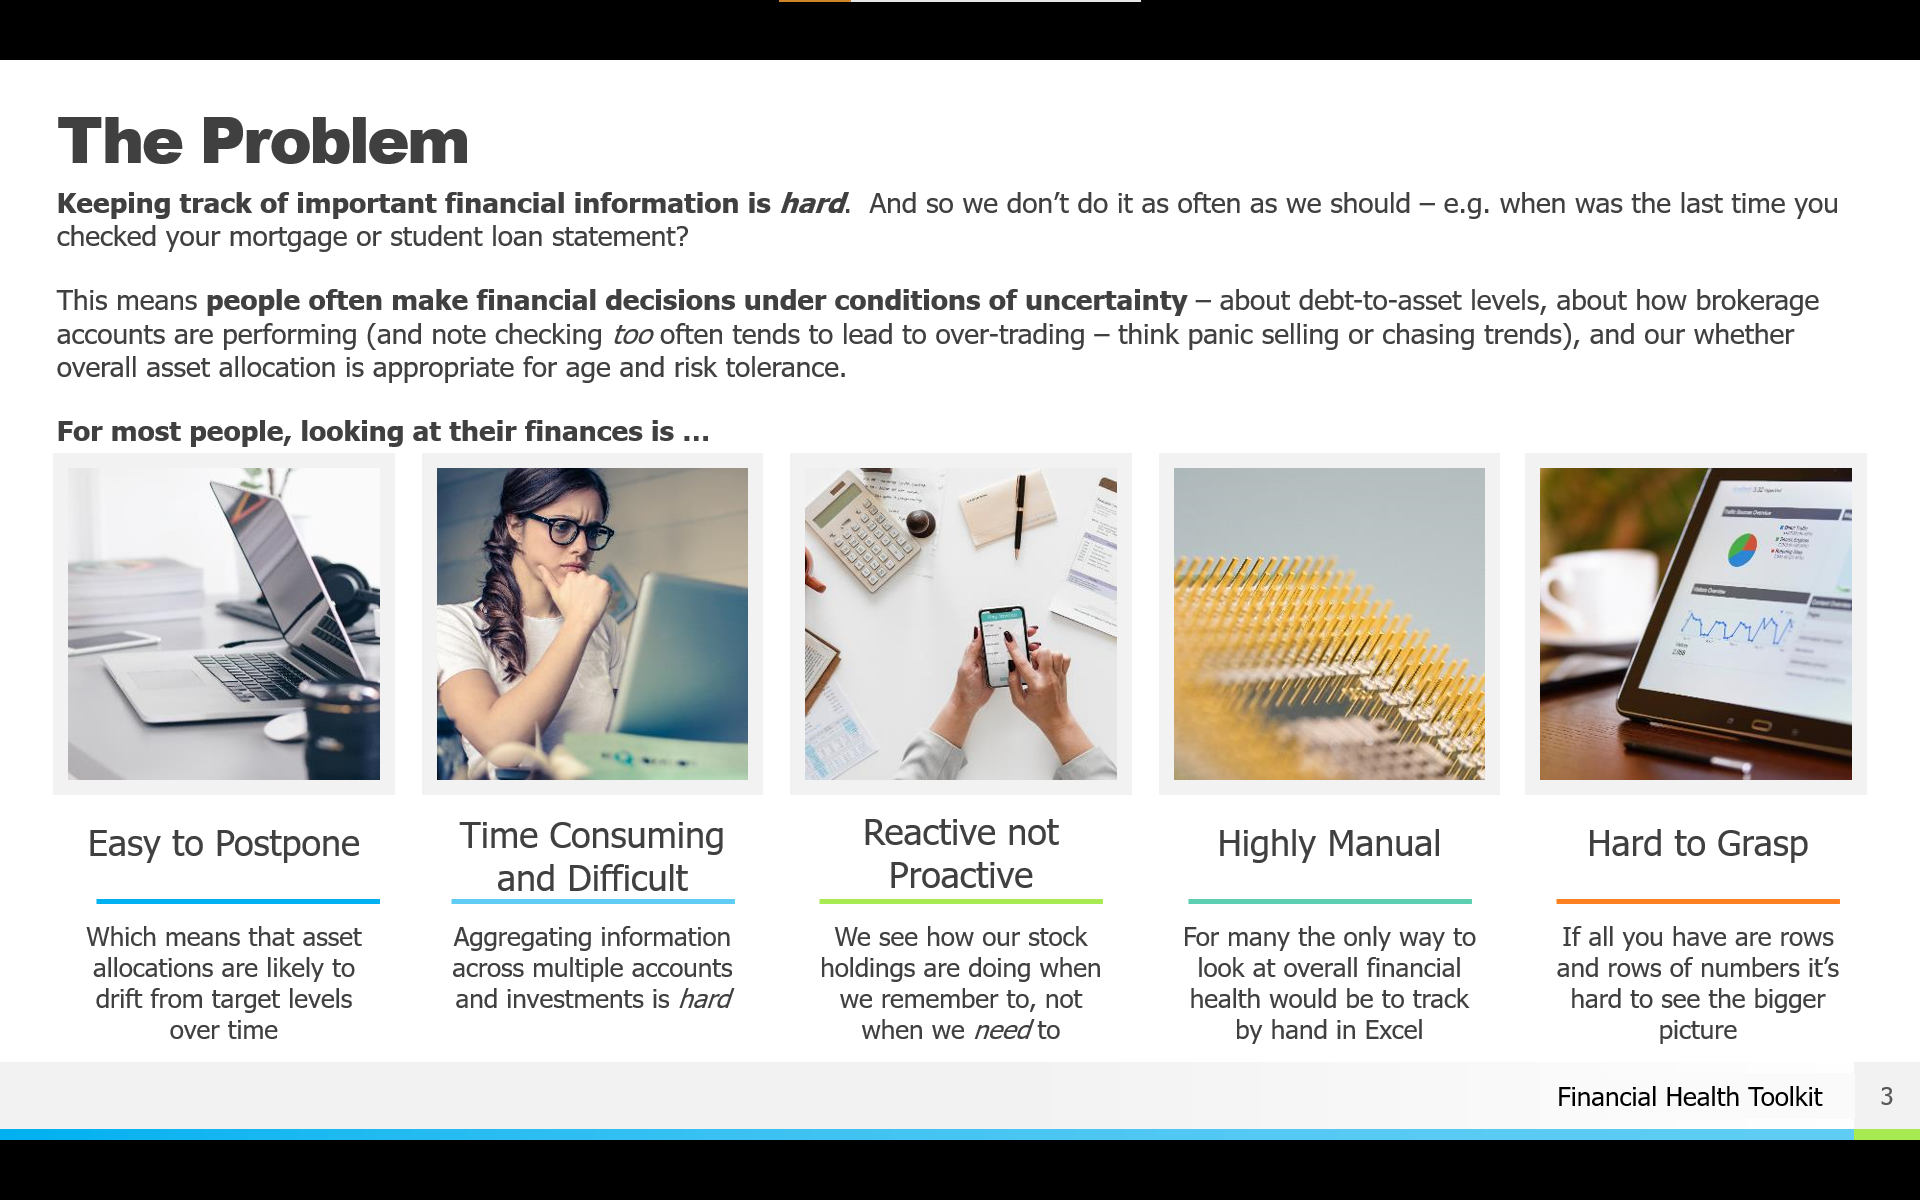 The Problem
Keeping track of important financial information is hard.  And so we don’t do it as often as we should – e.g. when was the last time you
checked your mortgage or student loan statement?
This means people often make financial decisions under conditions of uncertainty – about debt-to-asset levels, about how brokerage
accounts are performing (and note checking too often tends to lead to over-trading – think panic selling or chasing trends), and our whether
overall asset allocation is appropriate for age and risk tolerance.
For most people, looking at their finances is …
Easy to Postpone
Which means that asset
allocations are likely to
drift from target levels
over time
Time Consuming
and Difficult
Aggregating information
across multiple accounts
and investments is hard
Reactive not
Proactive
We see how our stock
holdings are doing when
we remember to, not
when we need to
Highly Manual
For many the only way to
look at overall financial
health would be to track
by hand in Excel
Hard to Grasp
If all you have are rows
and rows of numbers it’s
hard to see the bigger
picture
Financial Health Toolkit
3